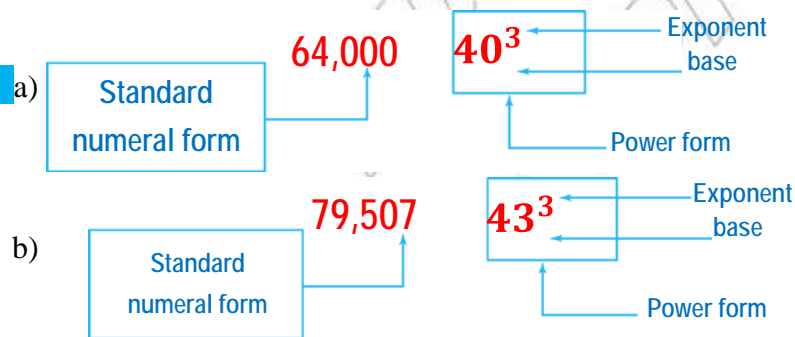 64,000 40³ Exponent
base
a) Standard
numeral form
Power form
79,507 43³ Exponent
base
b) Standard
numeral form
Power form